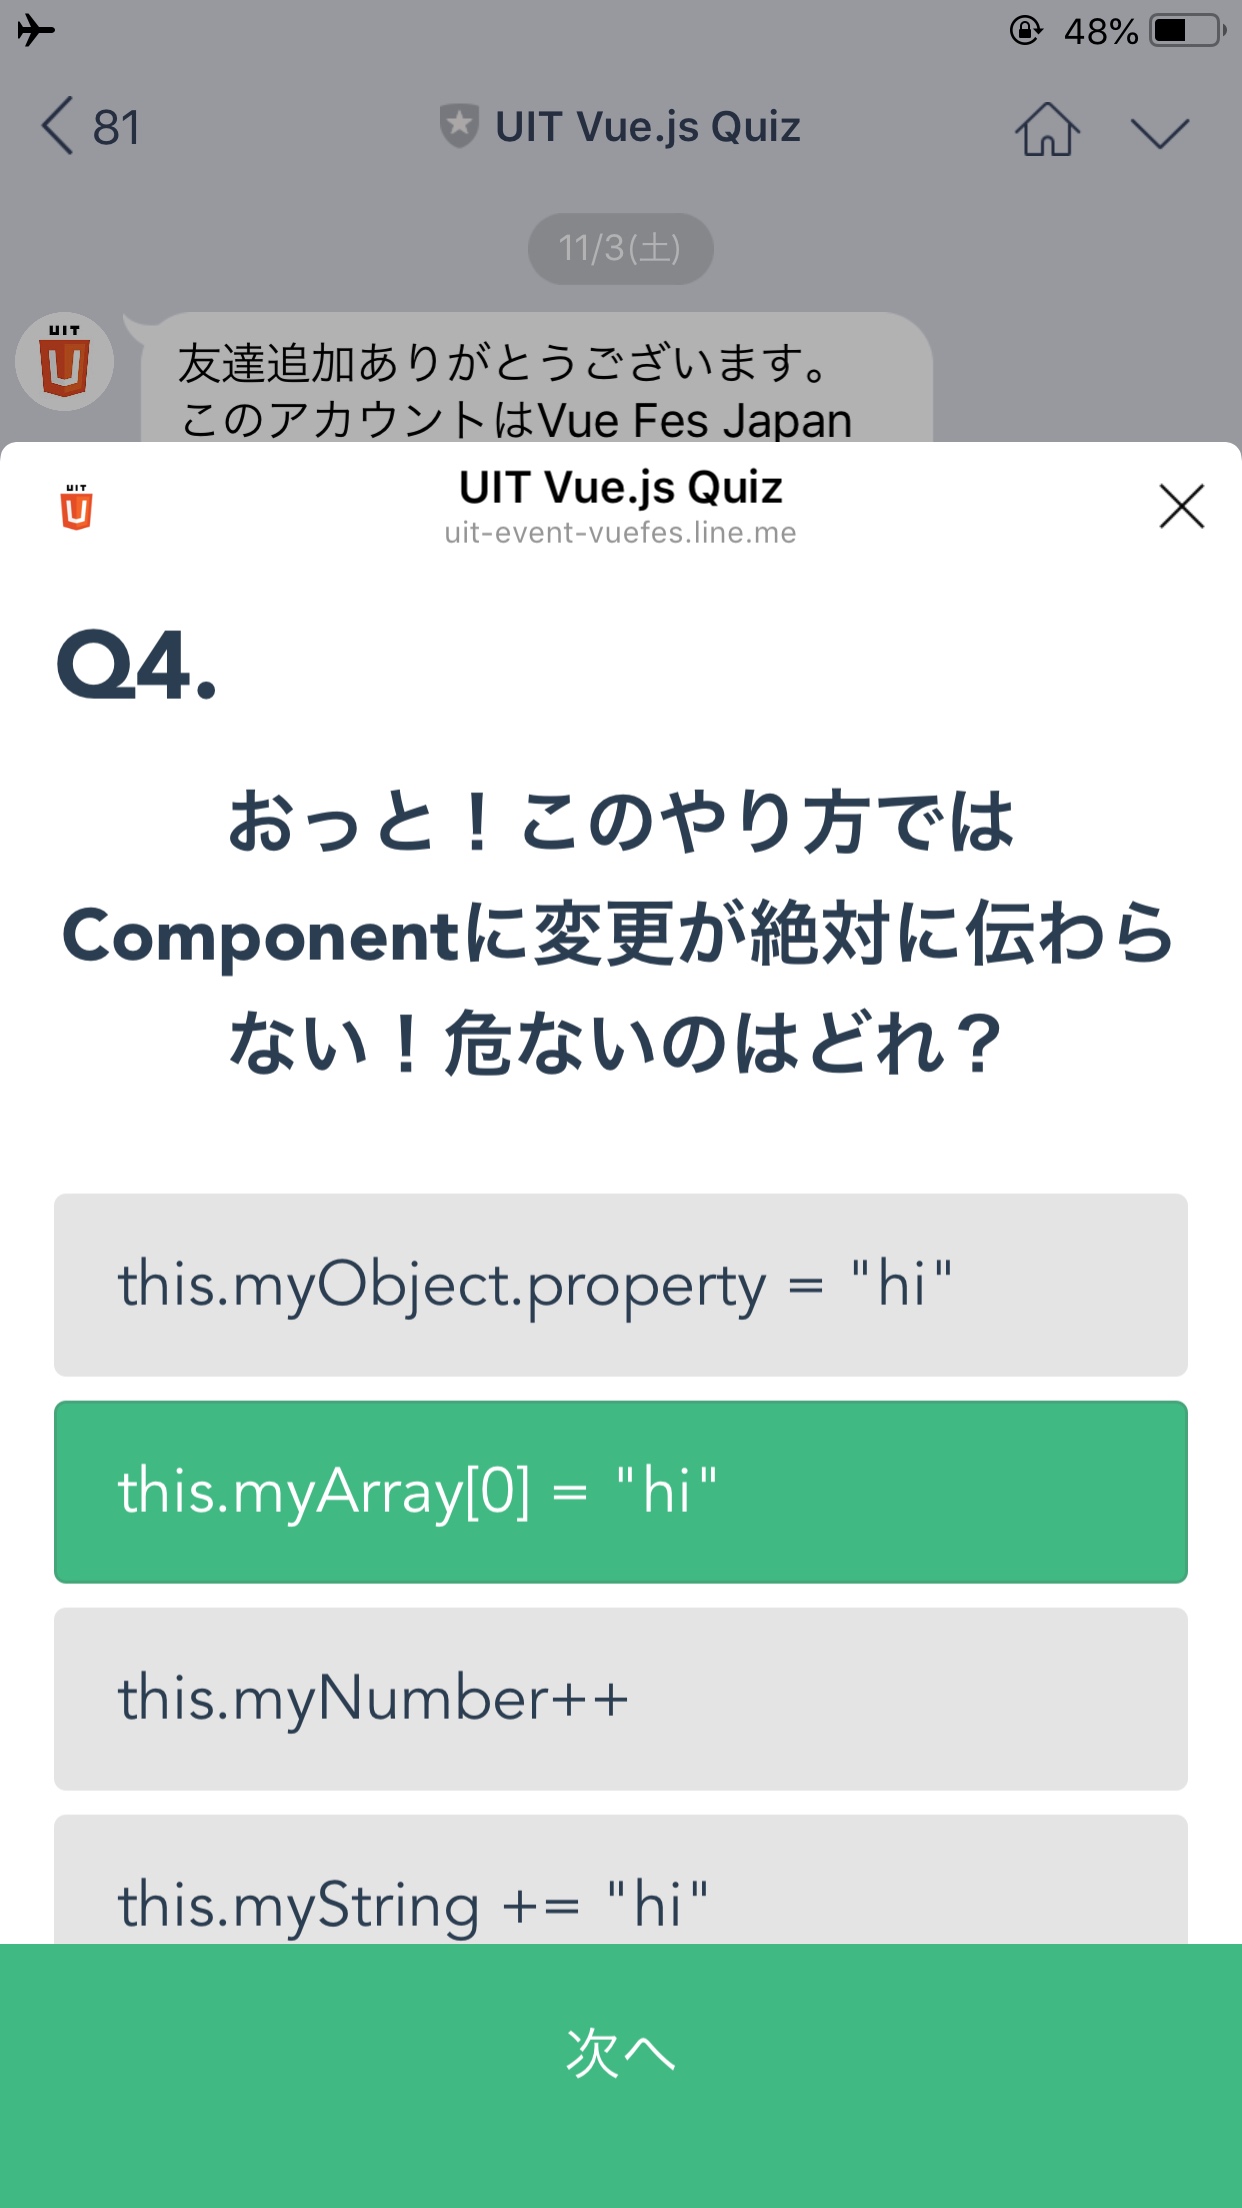 48%
81
UIT Vue.js Quiz
11/3(土)
UIT
友達追加ありがとうございます。
このアカウントはVue Fes Japan
UIT
UIT Vue.js Quiz
uit-event-vuefes.line.me
Q4.
おっと！このやり方では
Componentに変更が絶対に伝わら
ない！危ないのはどれ？
this.myObject.property = "hi"
this.myArray[0] = "hi"
this.myNumber++
this.myString += "hi"
次へ